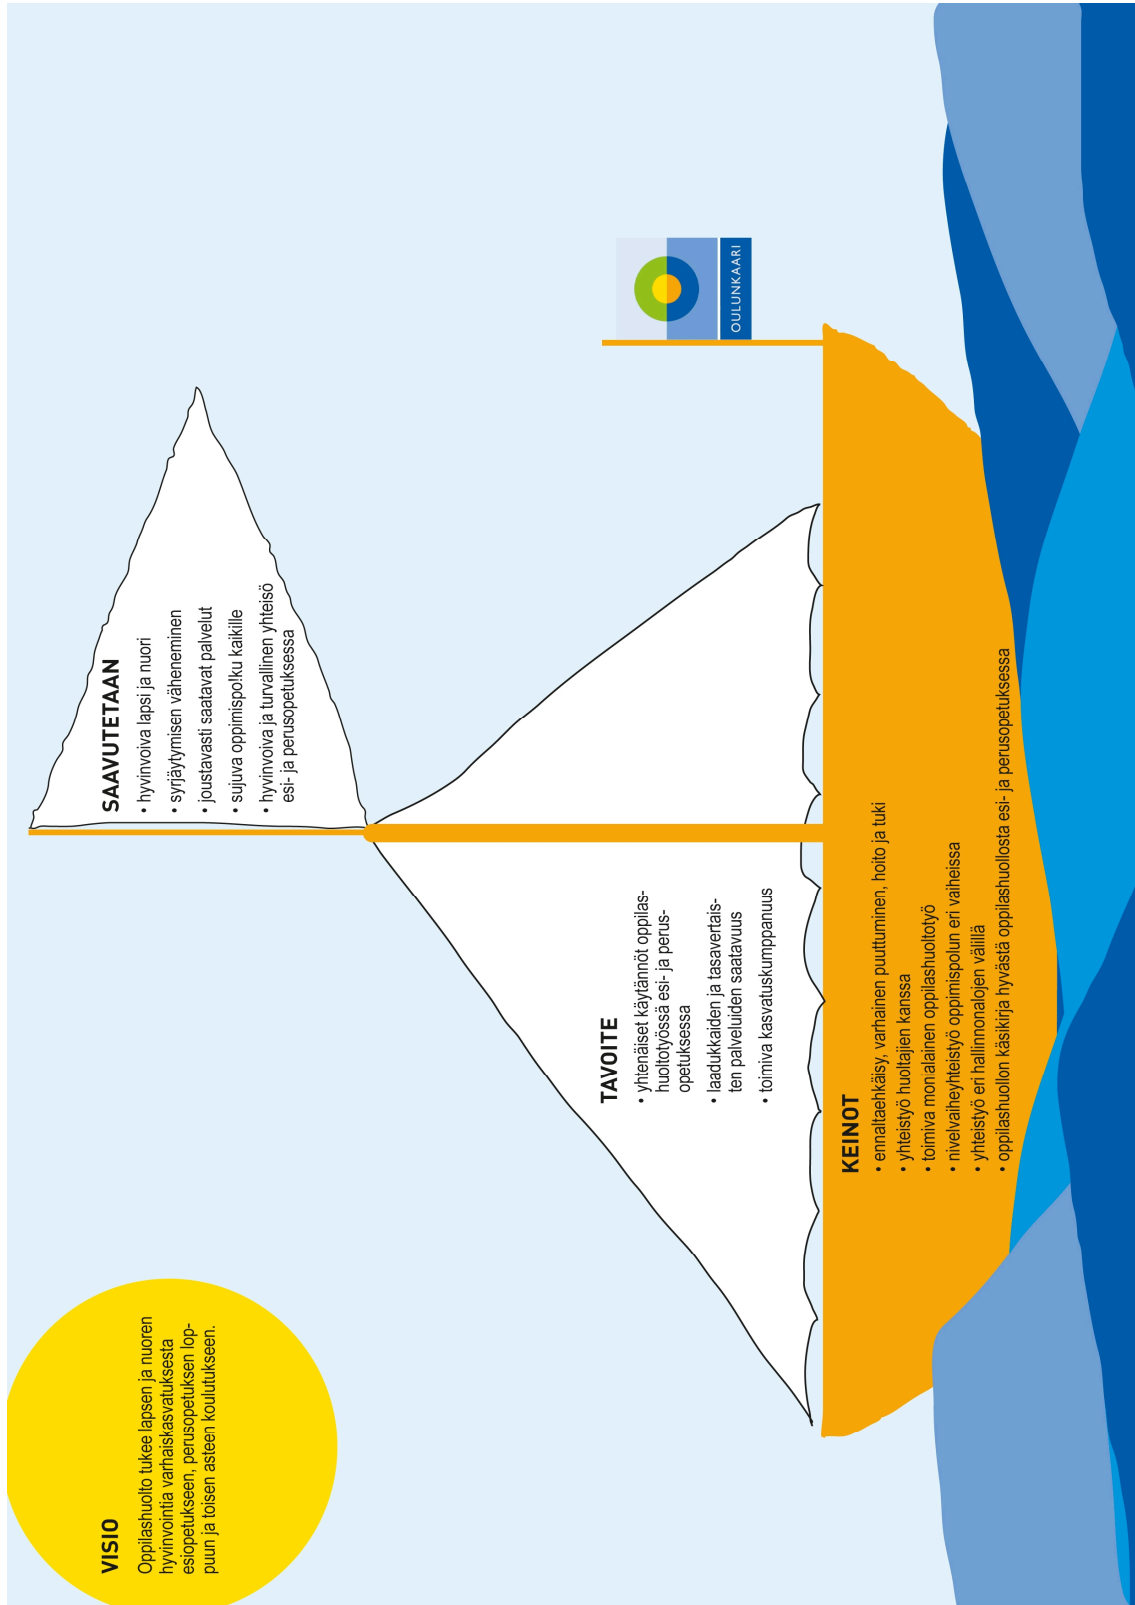 VISIO
Oppilashuolto tukee lapsen ja nuoren
hyvinvointia varhaiskasvatuksesta
esiopetukseen, perusopetuksen lop-
puun ja toisen asteen koulutukseen.
SAAVUTETAAN
• hyvinvoiva lapsi ja nuori
• syrjäytymisen väheneminen
• joustavasti saatavat palvelut
• sujuva oppimispolku kaikille
• hyvinvoiva ja turvallinen yhteisö
esi- ja perusopetuksessa
TAVOITE
• yhtenäiset käytännöt oppilas-
huoltotyössä esi- ja perus-
opetuksessa
• laadukkaiden ja tasavertais-
ten palveluiden saatavuus
• toimiva kasvatuskumppanuus
OULUNKAARI
KEINOT
• ennaltaehkäisy, varhainen puuttuminen, hoito ja tuki
• yhteistyö huoltajien kanssa
• toimiva monialainen oppilashuoltotyö
• nivelvaiheyhteistyö oppimispolun eri vaiheissa
• yhteistyö eri hallinnonalojen välillä
• oppilashuollon käsikirja hyvästä oppilashuollosta esi- ja perusopetuksessa